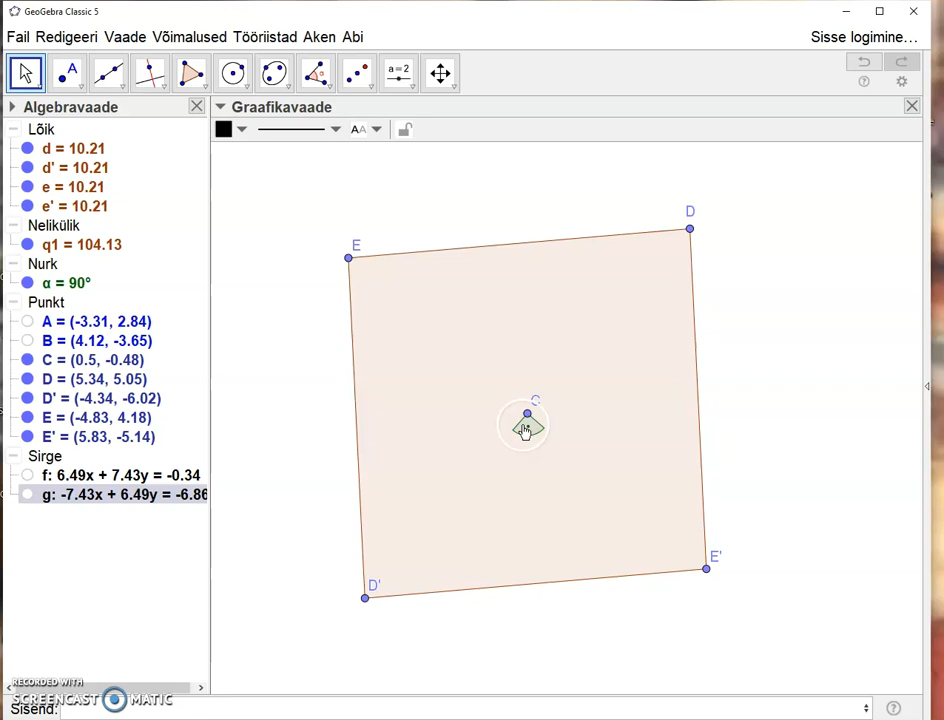 GeoGebra Classic 5
Fail Redigeeri Vaade Võimalused Tööriistad Aken Abi
Sisse logimine...
A
a=2
Algebravaade
Graafikavaade
AA
Lõik
d = 10.21
d' = 10.21
e = 10.21
e' = 10.21
Nelikülik
q1 = 104.13
Nurk
α = 90°
Punkt
A = (-3.31, 2.84)
B = (4.12, -3.65)
C = (0.5, -0.48)
D = (5.34, 5.05)
D' = (-4.34, -6.02)
E = (-4.83, 4.18)
E' = (5.83, -5.14)
Sirge
f: 6.49x + 7.43y = -0.34
g: -7.43x + 6.49y = -6.86
D
E
C
E'
D'
RECORDED WITH
SCREENCAST MATIC
Sisend: